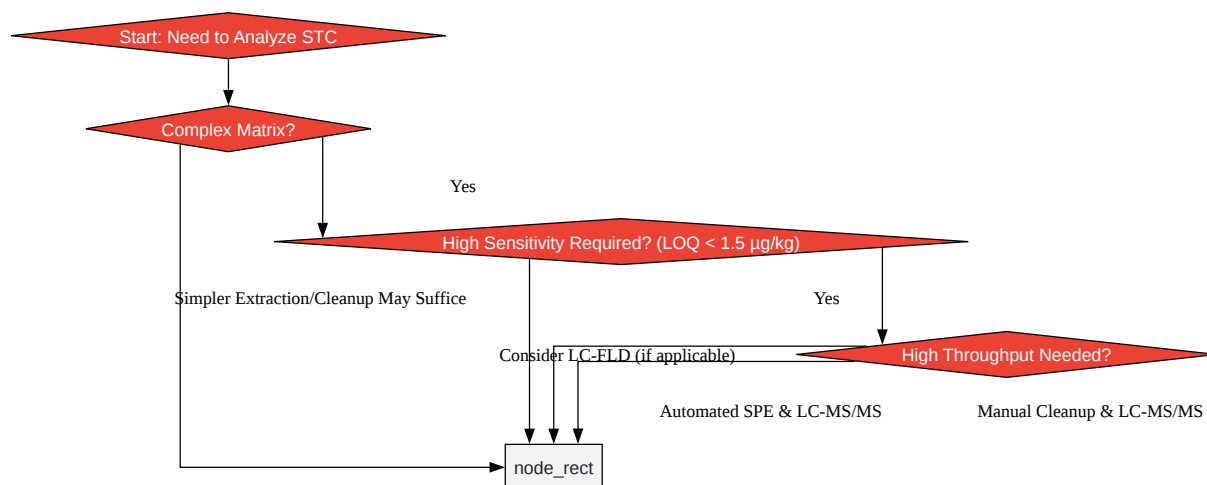 Start: Need to Analyze STC
Complex Matrix?
Yes
High Sensitivity Required? (LOQ < 1.5 µg/kg)
Simpler Extraction/Cleanup May Suffice
Yes
Consider LC-FLD (if applicable)
High Throughput Needed?
Automated SPE & LC-MS/MS
Manual Cleanup & LC-MS/MS
node_rect